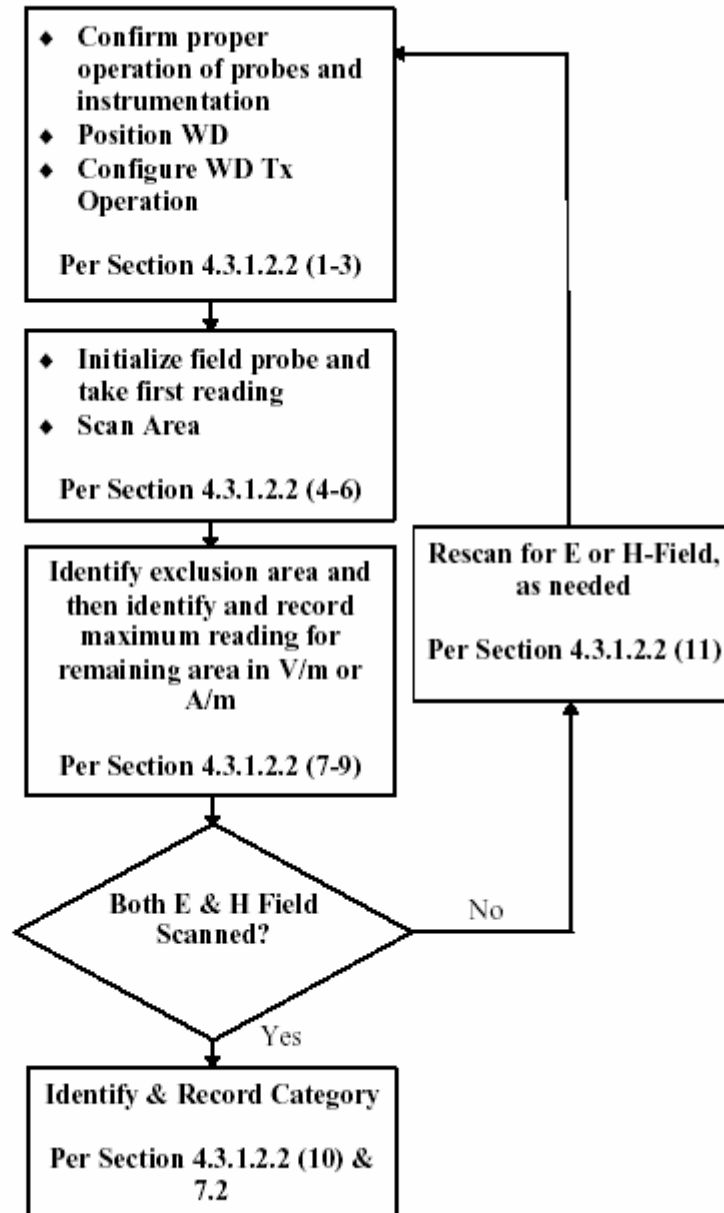 ◆ Confirm proper
operation of probes and
instrumentation
◆ Position WD
◆ Configure WD Tx
Operation
Per Section 4.3.1.2.2 (1-3)
◆ Initialize field probe and
take first reading
◆ Scan Area
Per Section 4.3.1.2.2 (4-6)
Identify exclusion area and
then identify and record
maximum reading for
remaining area in V/m or
A/m
Per Section 4.3.1.2.2 (7-9)
Rescan for E or H-Field,
as needed
Per Section 4.3.1.2.2 (11)
Both E & H Field
Scanned?
No
Yes
Identify & Record Category
Per Section 4.3.1.2.2 (10) &
7.2